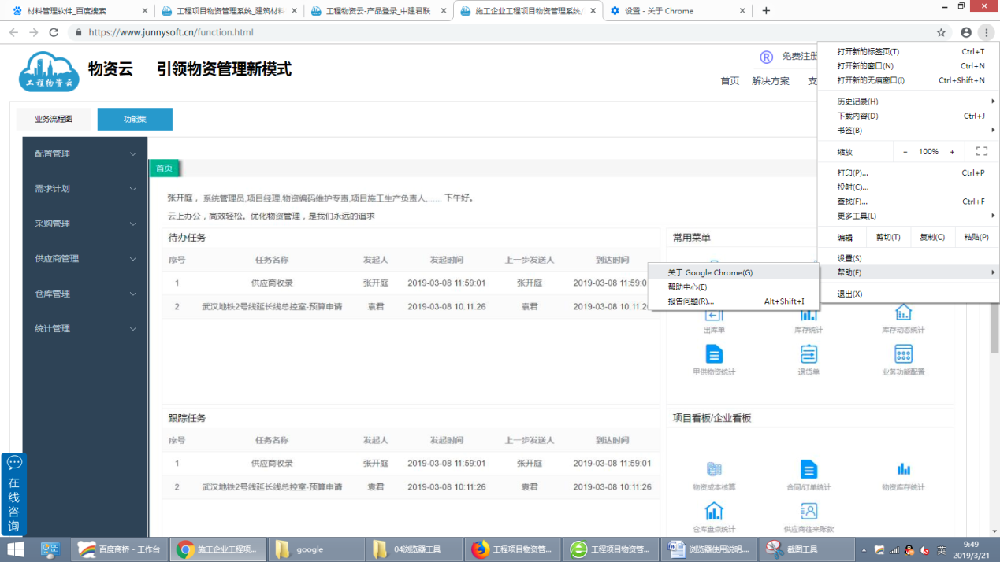 材料管理软件_百度搜索
工程项目物资管理系统_建筑材料
工程物资云-产品登录_中建君联
施工企业工程项目物资管理系统/
设置 - 关于 Chrome
https://www.junnysoft.cn/function.html
工程物资云
物资云 引领物资管理新模式
® 免费注册
首页 解决方案 支
业务流程图 功能集
配置管理
需求计划
采购管理
供应商管理
仓库管理
统计管理
首页
张开庭， 系统管理员,项目经理,物资编码维护专责,项目施工生产负责人,...... 下午好。
云上办公，高效轻松。优化物资管理，是我们永远的追求
待办任务
序号 任务名称 发起人 发起时间 上一步发送人 到达时间
1 供应商收录 张开庭 2019-03-08 11:59:01 张开庭 2019-03-08 11:59:0
2 武汉地铁2号线延长线总控室-预算申请 袁君 2019-03-08 10:11:26 袁君 2019-03-08 10:11:2
跟踪任务
序号 任务名称 发起人 发起时间 上一步发送人 到达时间
1 供应商收录 张开庭 2019-03-08 11:59:01 张开庭 2019-03-08 11:59:01
2 武汉地铁2号线延长线总控室-预算申请 袁君 2019-03-08 10:11:26 袁君 2019-03-08 10:11:26
常用菜单
出库单 库存统计 库存动态统计
甲供物资统计 退货单 业务功能配置
项目看板/企业看板
物资成本核算 合同/订单统计 物资库存统计
仓库盘点统计 供应商往来账款
打开新的标签页(T) Ctrl+T
打开新的窗口(N) Ctrl+N
打开新的无痕窗口(I) Ctrl+Shift+N
历史记录(H)
下载内容(D) Ctrl+J
书签(B)
缩放 - 100% +
打印(P)... Ctrl+P
投射(C)...
查找(F)... Ctrl+F
更多工具(L)
编辑 剪切(T) 复制(C) 粘贴(P)
设置(S)
帮助(E)
退出(X)
关于 Google Chrome(G)
帮助中心(E)
报告问题(R)... Alt+Shift+I
在线咨询
百度商桥 - 工作台
施工企业工程项...
google
04浏览器工具
工程项目物资管...
工程项目物资管...
浏览器使用说明....
截图工具
英
9:49
2019/3/21